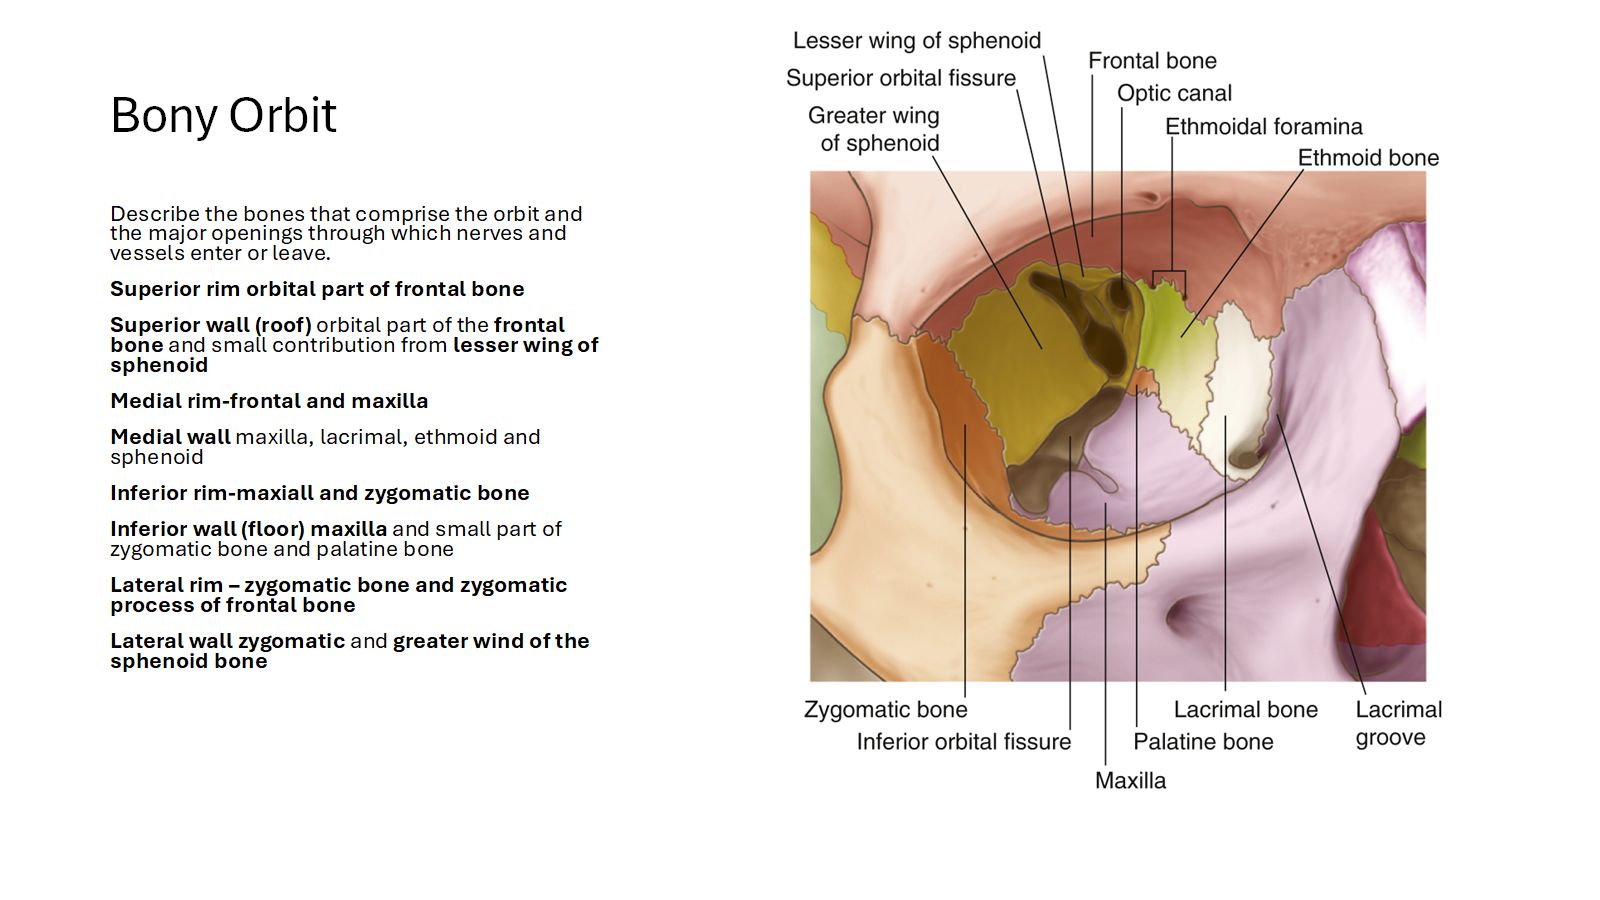 Bony Orbit
Describe the bones that comprise the orbit and
the major openings through which nerves and
vessels enter or leave.
Superior rim orbital part of frontal bone
Superior wall (roof) orbital part of the frontal
bone and small contribution from lesser wing of
sphenoid
Medial rim-frontal and maxilla
Medial wall maxilla, lacrimal, ethmoid and
sphenoid
Inferior rim-maxiall and zygomatic bone
Inferior wall (floor) maxilla and small part of
zygomatic bone and palatine bone
Lateral rim – zygomatic bone and zygomatic
process of frontal bone
Lateral wall zygomatic and greater wind of the
sphenoid bone
Lesser wing of sphenoid
Superior orbital fissure
Greater wing
of sphenoid
Frontal bone
Optic canal
Ethmoidal foramina
Ethmoid bone
Zygomatic bone
Inferior orbital fissure
Maxilla
Palatine bone
Lacrimal bone
Lacrimal
groove